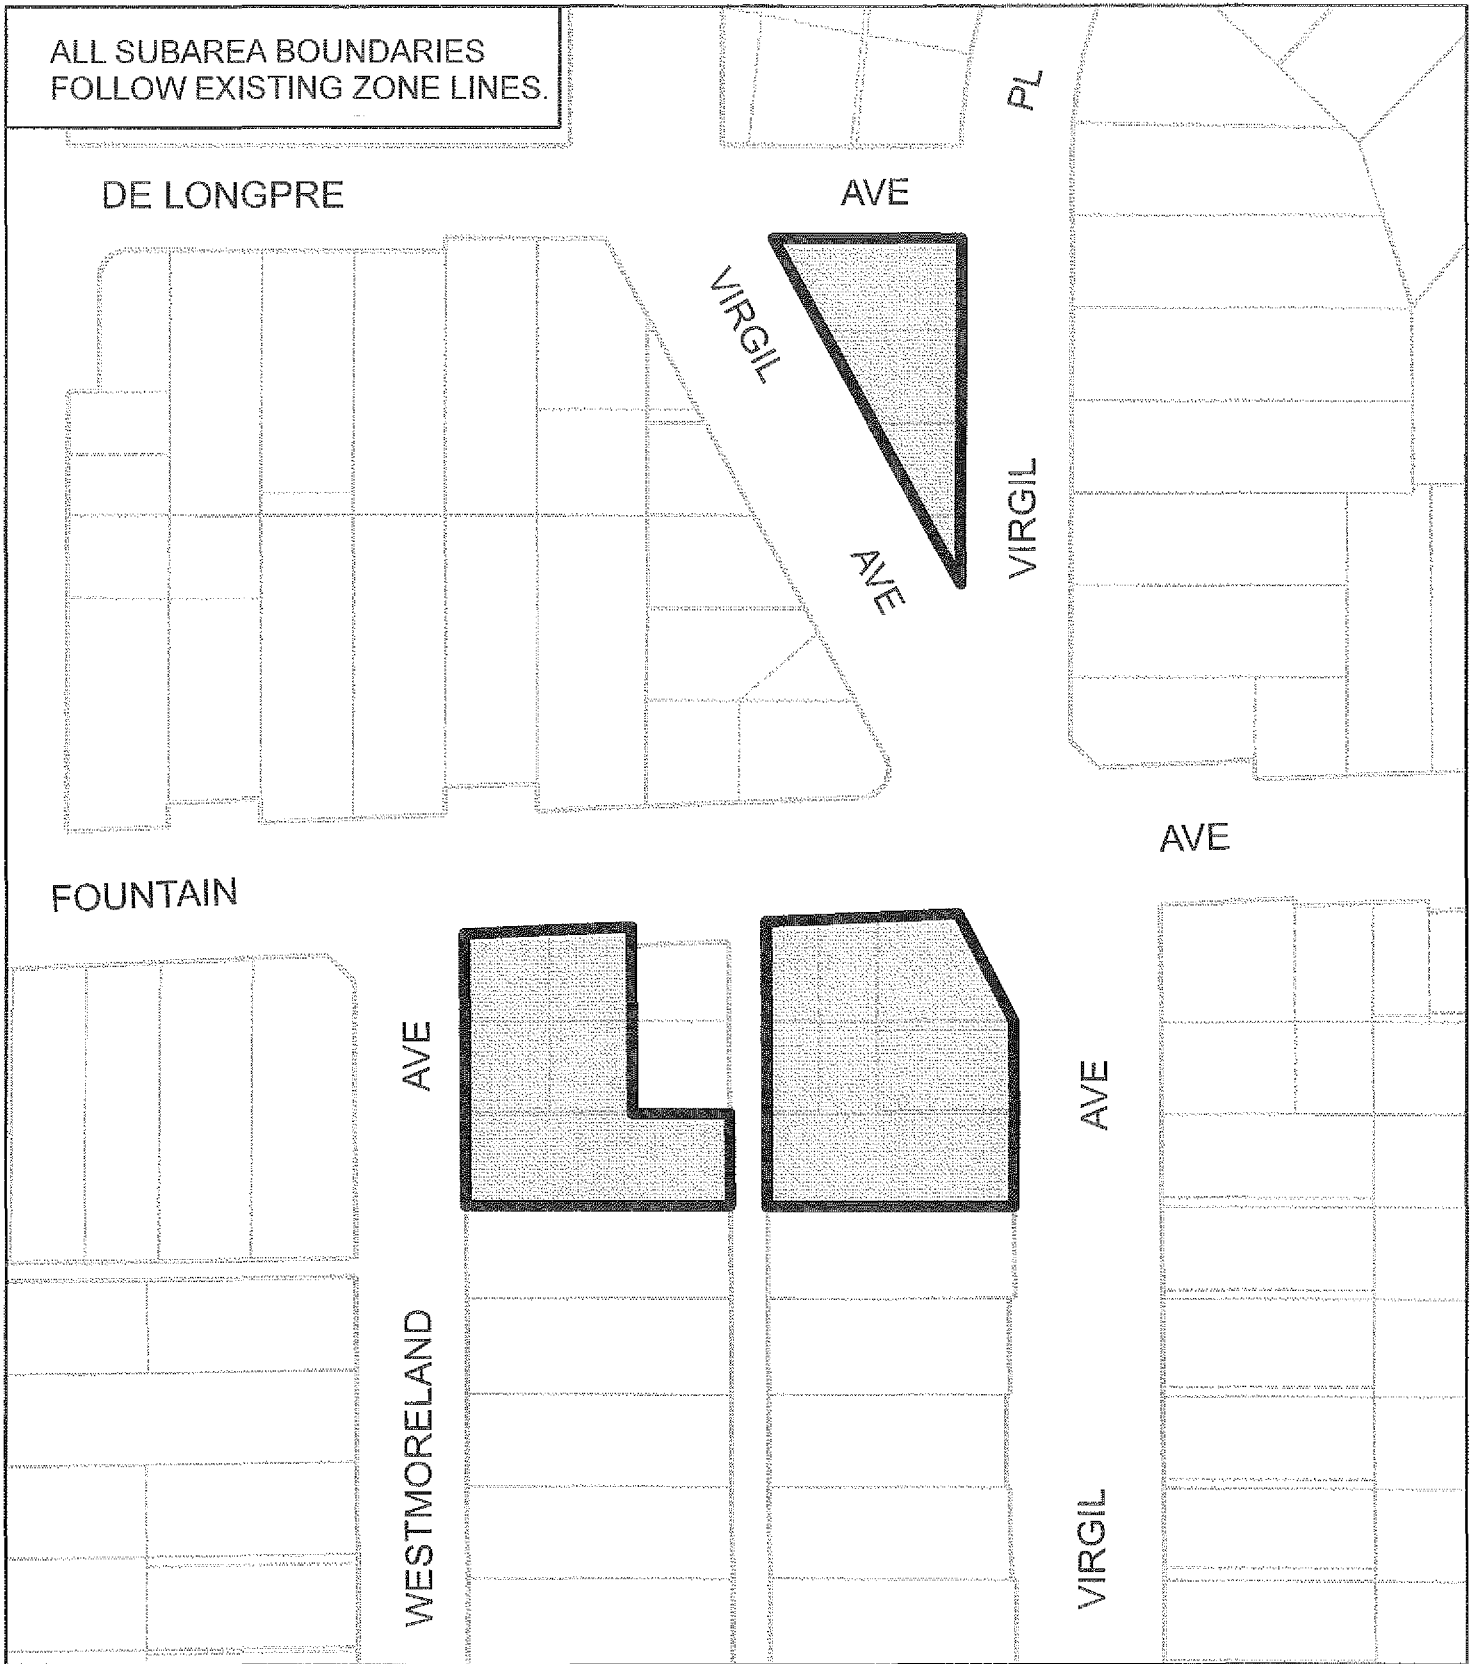 ALL SUBAREA BOUNDARIES
FOLLOW EXISTING ZONE LINES.
PL
DE LONGPRE
AVE
VIRGIL
AVE
VIRGIL
AVE
FOUNTAIN
AVE
AVE
WESTMORELAND
VIRGIL